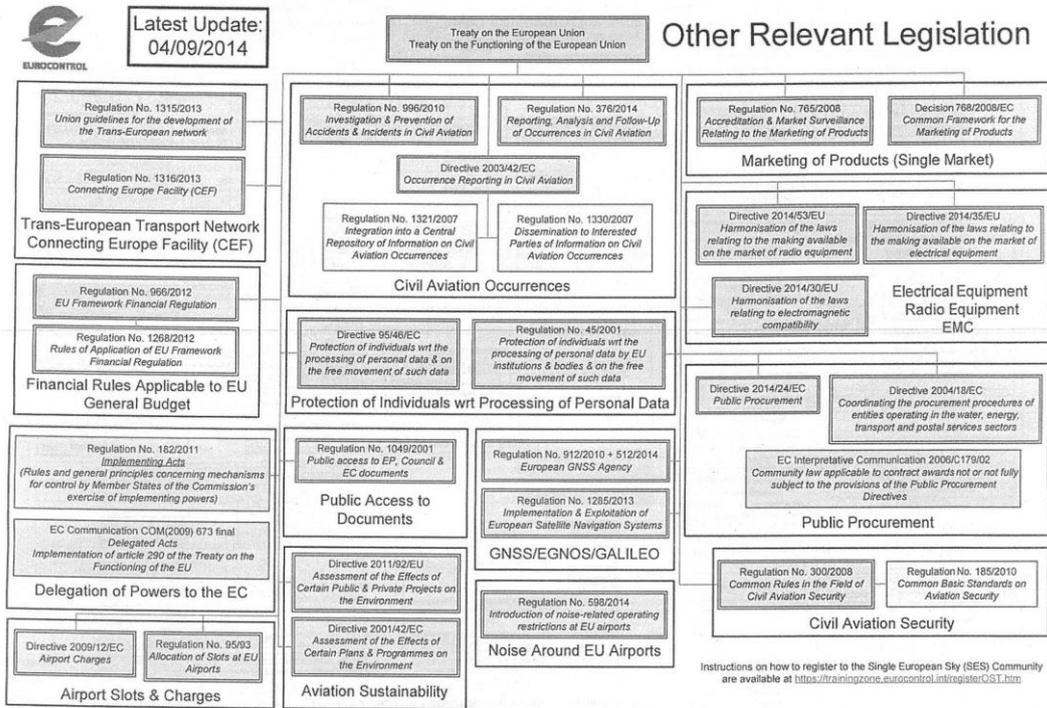 EUROCONTROL
Latest Update:
04/09/2014
Treaty on the European Union
Treaty on the Functioning of the European Union
Other Relevant Legislation
Regulation No. 1315/2013
Union guidelines for the development of
the Trans-European network
Regulation No. 1316/2013
Connecting Europe Facility (CEF)
Trans-European Transport Network
Connecting Europe Facility (CEF)
Regulation No. 996/2010
Investigation & Prevention of
Accidents & Incidents in Civil Aviation
Regulation No. 376/2014
Reporting, Analysis and Follow-Up
of Occurrences in Civil Aviation
Directive 2003/42/EC
Occurrence Reporting in Civil Aviation
Regulation No. 1321/2007
Integration into a Central
Repository of Information on Civil
Aviation Occurrences
Regulation No. 1330/2007
Dissemination to Interested
Parties of Information on Civil
Aviation Occurrences
Civil Aviation Occurrences
Regulation No. 765/2008
Accreditation & Market Surveillance
Relating to the Marketing of Products
Decision 768/2008/EC
Common Framework for the
Marketing of Products
Marketing of Products (Single Market)
Directive 2014/53/EU
Harmonisation of the laws
relating to the making available
on the market of radio equipment
Directive 2014/35/EU
Harmonisation of the laws relating to
the making available on the market of
electrical equipment
Directive 2014/30/EU
Harmonisation of the laws
relating to electromagnetic
compatibility
Electrical Equipment
Radio Equipment
EMC
Regulation No. 966/2012
EU Framework Financial Regulation
Regulation No. 1268/2012
Rules of Application of EU Framework
Financial Regulation
Financial Rules Applicable to EU
General Budget
Directive 95/46/EC
Protection of individuals wrt the
processing of personal data & on
the free movement of such data
Regulation No. 45/2001
Protection of individuals wrt the
processing of personal data by EU
institutions & bodies & on the free
movement of such data
Protection of Individuals wrt Processing of Personal Data
Directive 2014/24/EC
Public Procurement
Directive 2004/18/EC
Coordinating the procurement procedures of
entities operating in the water, energy,
transport and postal services sectors
EC Interpretative Communication 2006/C179/02
Community law applicable to contract awards not or not fully
subject to the provisions of the Public Procurement
Directives
Public Procurement
Regulation No. 182/2011
Implementing Acts
(Rules and general principles concerning mechanisms
for control by Member States of the Commission's
exercise of implementing powers)
EC Communication COM(2009) 673 final
Delegated Acts
Implementation of article 290 of the Treaty on the
Functioning of the EU
Delegation of Powers to the EC
Regulation No. 1049/2001
Public access to EP, Council &
EC documents
Public Access to
Documents
Regulation No. 912/2010 + 512/2014
European GNSS Agency
Regulation No. 1285/2013
Implementation & Exploitation of
European Satellite Navigation Systems
GNSS/EGNOS/GALILEO
Directive 2011/92/EU
Assessment of the Effects of
Certain Public & Private Projects on
the Environment
Directive 2001/42/EC
Assessment of the Effects of
Certain Plans & Programmes on
the Environment
Aviation Sustainability
Regulation No. 598/2014
Introduction of noise-related operating
restrictions at EU airports
Noise Around EU Airports
Regulation No. 300/2008
Common Rules in the Field of
Civil Aviation Security
Regulation No. 185/2010
Common Basic Standards on
Aviation Security
Civil Aviation Security
Directive 2009/12/EC
Airport Charges
Regulation No. 95/93
Allocation of Slots at EU
Airports
Airport Slots & Charges
Instructions on how to register to the Single European Sky (SES) Community
are available at https://trainingzone.eurocontrol.int/registerOST.htm